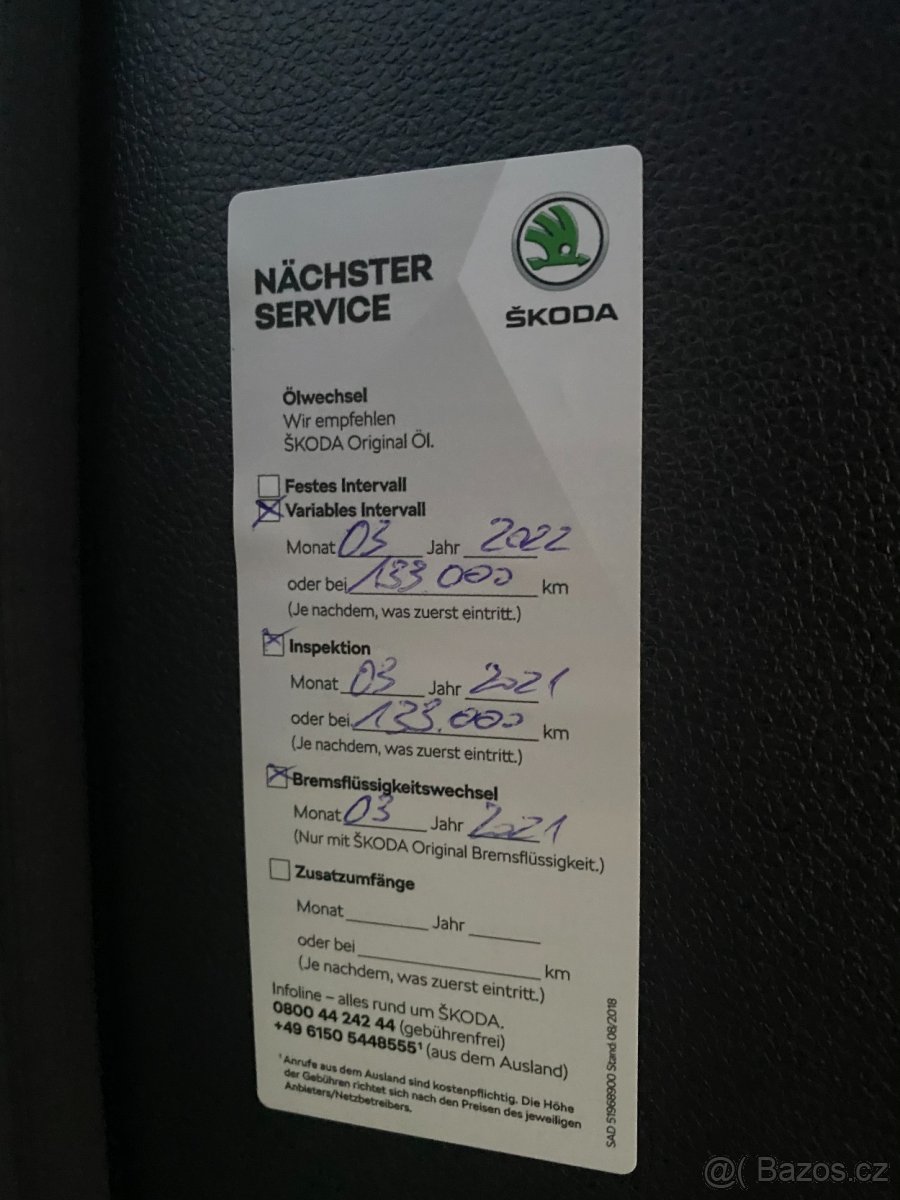 ŠKODA
NÄCHSTER
SERVICE
Ölwechsel
Wir empfehlen
ŠKODA Original Öl.
Festes Intervall
Variables Intervall
Monat 03 Jahr 2022
oder bei 133.000 km
(Je nachdem, was zuerst eintritt.)
Inspektion
Monat 03 Jahr 2021
oder bei 133.000 km
(Je nachdem, was zuerst eintritt.)
Bremsflüssigkeitswechsel
Monat 03 Jahr 2021
(Nur mit ŠKODA Original Bremsflüssigkeit.)
Zusatzumfänge
Monat Jahr
oder bei km
(Je nachdem, was zuerst eintritt.)
Infoline – alles rund um ŠKODA.
0800 44 242 44 (gebührenfrei)
+49 6150 5448555¹ (aus dem Ausland)
¹Anrufe aus dem Ausland sind kostenpflichtig. Die Höhe
der Gebühren richtet sich nach den Preisen des jeweiligen
Anbieters/Netzbetreibers.
SAD 51968900 Stand 08/2018
@( Bazos.cz